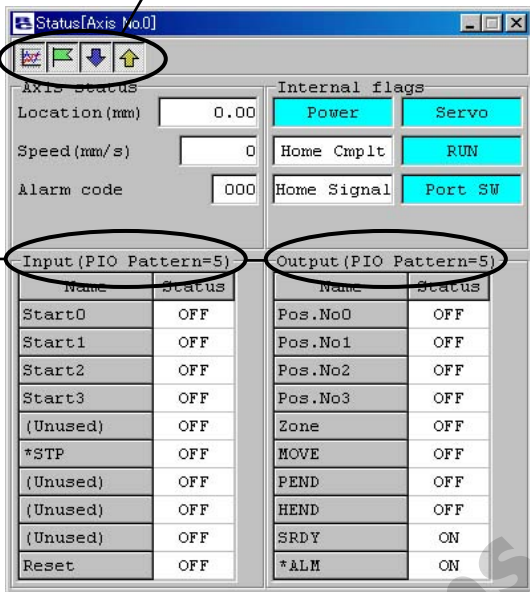 Status[Axis No.0]
Axis status
Location(mm) 0.00
Speed(mm/s) 0
Alarm code 000
Internal flags
Power Servo
Home Cmplt RUN
Home Signal Port SW
Input(PIO Pattern=5)
Name Status
Start0 OFF
Start1 OFF
Start2 OFF
Start3 OFF
(Unused) OFF
*STP OFF
(Unused) OFF
(Unused) OFF
(Unused) OFF
Reset OFF
Output(PIO Pattern=5)
Name Status
Pos.No0 OFF
Pos.No1 OFF
Pos.No2 OFF
Pos.No3 OFF
Zone OFF
MOVE OFF
PEND OFF
HEND OFF
SRDY ON
*ALM ON